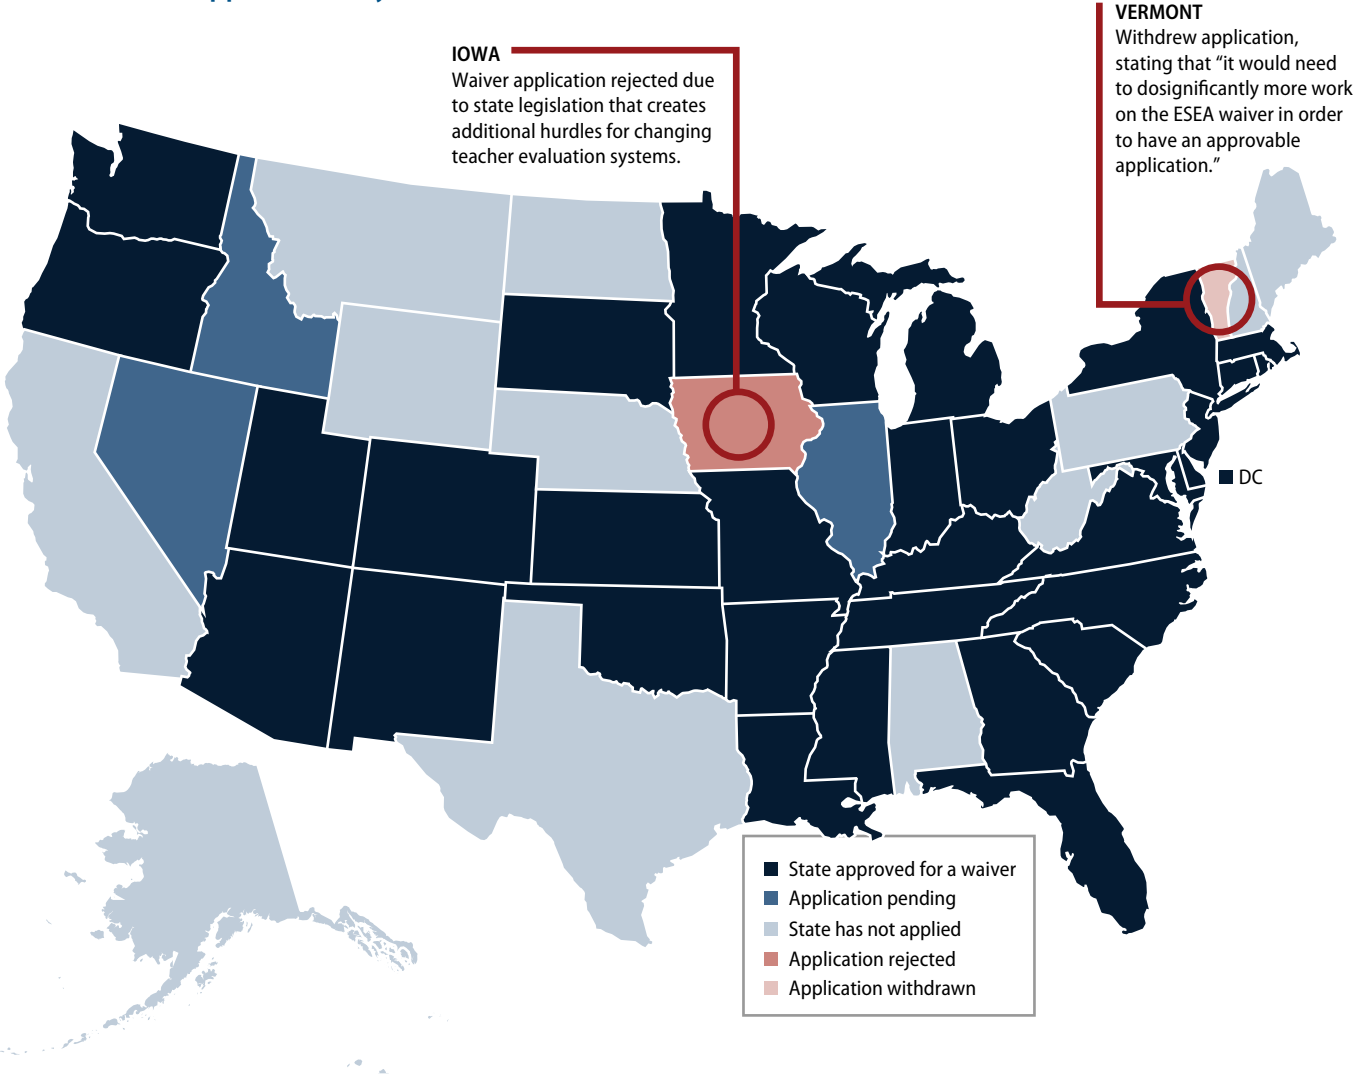 IOWA
Waiver application rejected due
to state legislation that creates
additional hurdles for changing
teacher evaluation systems.
VERMONT
Withdrew application,
stating that “it would need
to dosignificantly more work
on the ESEA waiver in order
to have an approvable
application.”
DC
State approved for a waiver
Application pending
State has not applied
Application rejected
Application withdrawn